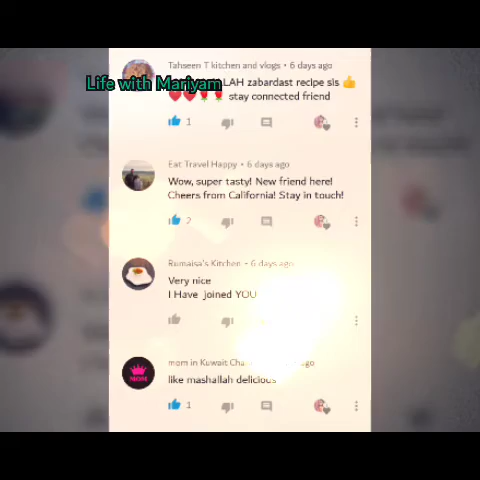 Tahseen T kitchen and vlogs • 6 days ago
Life with Mariyam
LAH zabardast recipe sis 👍
❤️❤️🌹🌹 stay connected friend
1
Eat Travel Happy • 6 days ago
Wow, super tasty! New friend here!
Cheers from California! Stay in touch!
2
Rumaisa's Kitchen • 6 days ago
Very nice
I Have joined YOU
mom in Kuwait Cha ago
MOM
like mashallah delicious
1